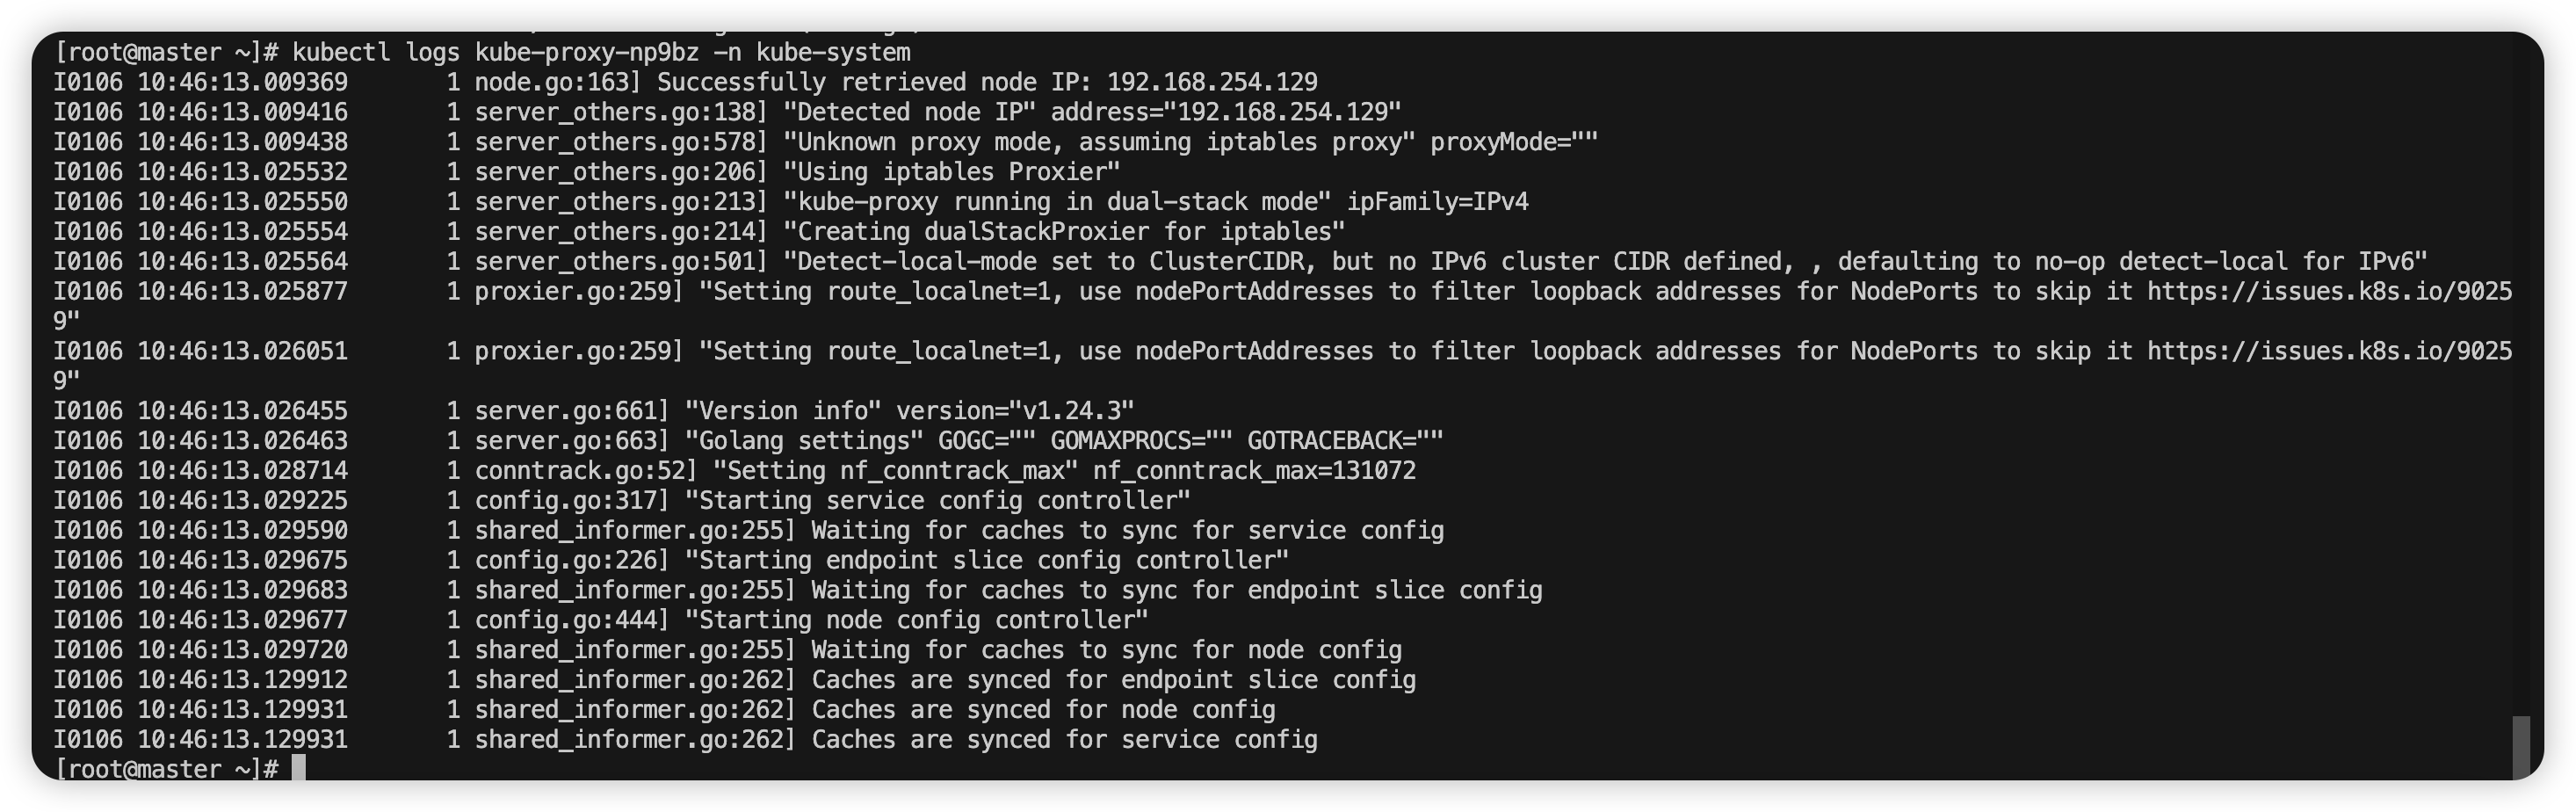 [root@master ~]# kubectl logs kube-proxy-np9bz -n kube-system
I0106 10:46:13.009369       1 node.go:163] Successfully retrieved node IP: 192.168.254.129
I0106 10:46:13.009416       1 server_others.go:138] "Detected node IP" address="192.168.254.129"
I0106 10:46:13.009438       1 server_others.go:578] "Unknown proxy mode, assuming iptables proxy" proxyMode=""
I0106 10:46:13.025532       1 server_others.go:206] "Using iptables Proxier"
I0106 10:46:13.025550       1 server_others.go:213] "kube-proxy running in dual-stack mode" ipFamily=IPv4
I0106 10:46:13.025554       1 server_others.go:214] "Creating dualStackProxier for iptables"
I0106 10:46:13.025564       1 server_others.go:501] "Detect-local-mode set to ClusterCIDR, but no IPv6 cluster CIDR defined, , defaulting to no-op detect-local for IPv6"
I0106 10:46:13.025877       1 proxier.go:259] "Setting route_localnet=1, use nodePortAddresses to filter loopback addresses for NodePorts to skip it https://issues.k8s.io/9025
9"
I0106 10:46:13.026051       1 proxier.go:259] "Setting route_localnet=1, use nodePortAddresses to filter loopback addresses for NodePorts to skip it https://issues.k8s.io/9025
9"
I0106 10:46:13.026455       1 server.go:661] "Version info" version="v1.24.3"
I0106 10:46:13.026463       1 server.go:663] "Golang settings" GOGC="" GOMAXPROCS="" GOTRACEBACK=""
I0106 10:46:13.028714       1 conntrack.go:52] "Setting nf_conntrack_max" nf_conntrack_max=131072
I0106 10:46:13.029225       1 config.go:317] "Starting service config controller"
I0106 10:46:13.029590       1 shared_informer.go:255] Waiting for caches to sync for service config
I0106 10:46:13.029675       1 config.go:226] "Starting endpoint slice config controller"
I0106 10:46:13.029683       1 shared_informer.go:255] Waiting for caches to sync for endpoint slice config
I0106 10:46:13.029677       1 config.go:444] "Starting node config controller"
I0106 10:46:13.029720       1 shared_informer.go:255] Waiting for caches to sync for node config
I0106 10:46:13.129912       1 shared_informer.go:262] Caches are synced for endpoint slice config
I0106 10:46:13.129931       1 shared_informer.go:262] Caches are synced for node config
I0106 10:46:13.129931       1 shared_informer.go:262] Caches are synced for service config
[root@master ~]#